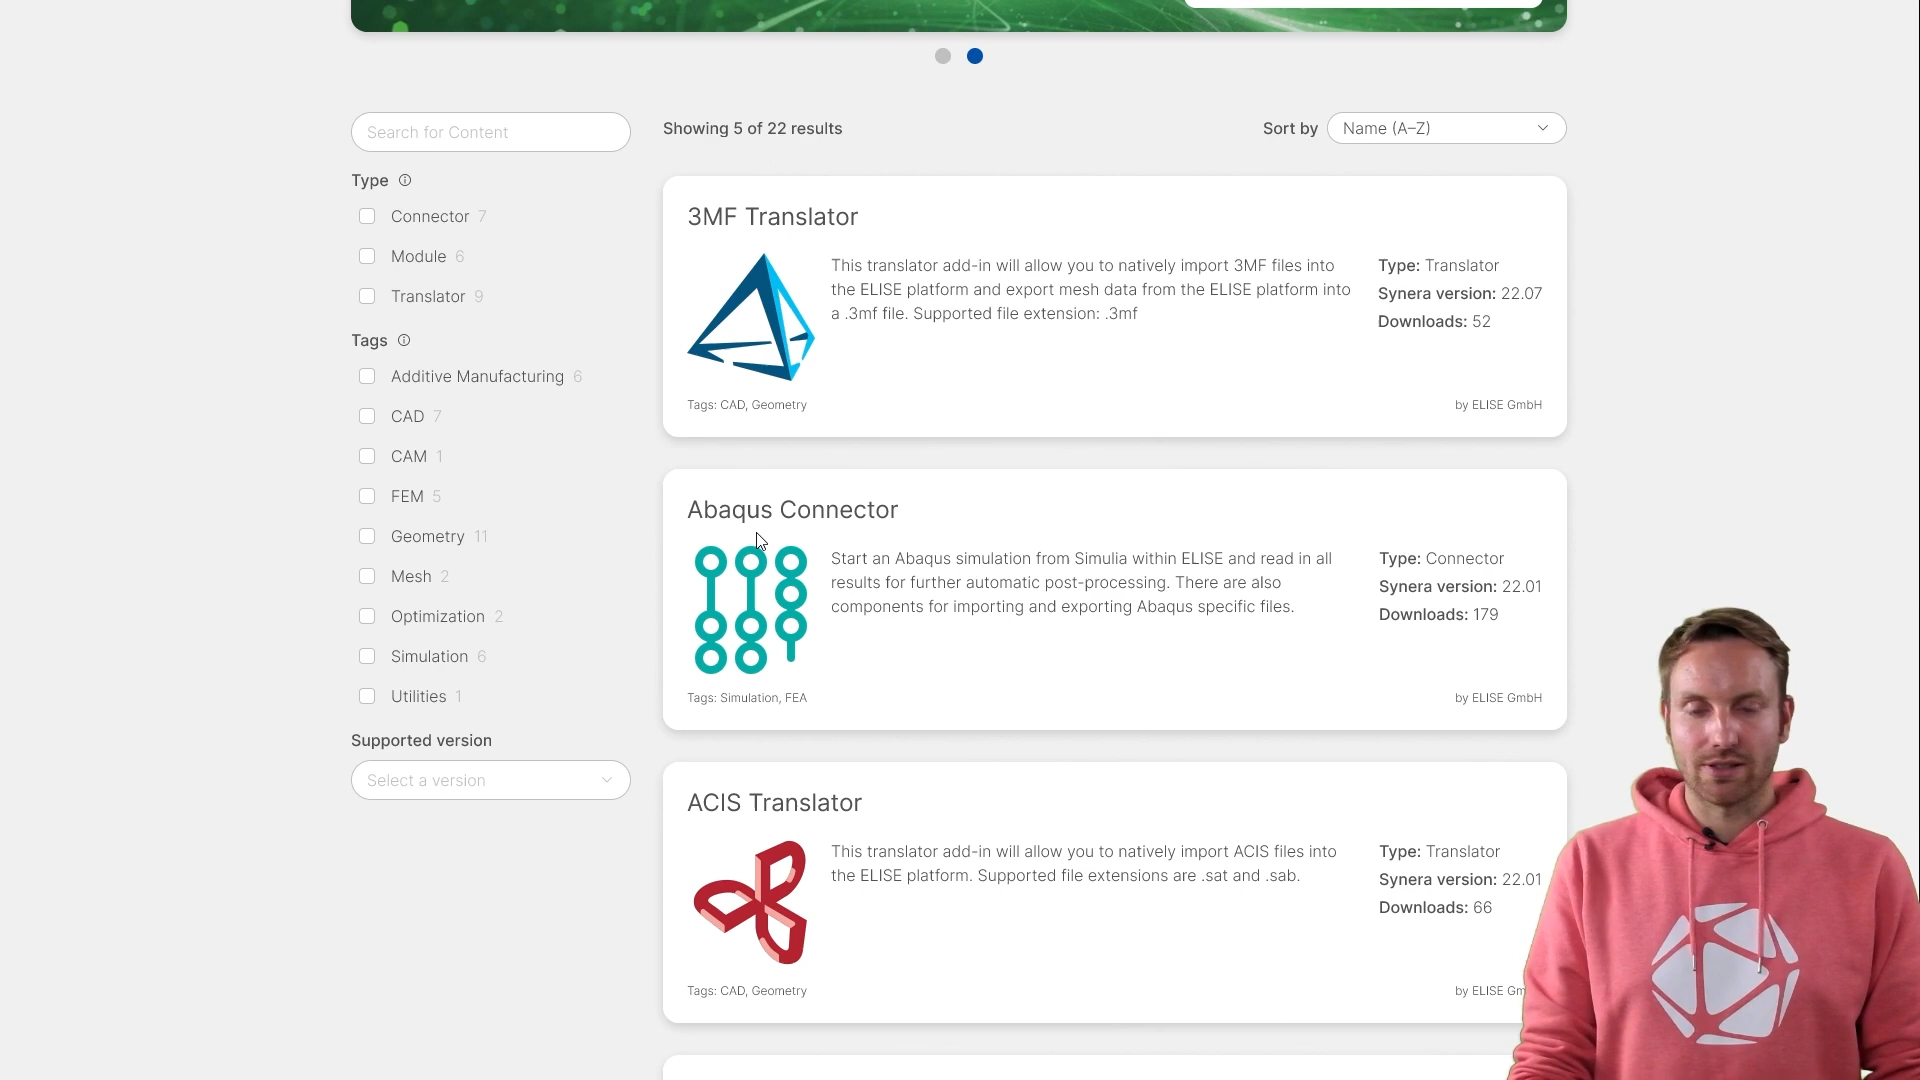 Search for Content
Showing 5 of 22 results
Sort by Name (A–Z)
Type
Connector 7
Module 6
Translator 9
Tags
Additive Manufacturing 6
CAD 7
CAM 1
FEM 5
Geometry 11
Mesh 2
Optimization 2
Simulation 6
Utilities 1
Supported version
Select a version
3MF Translator
This translator add-in will allow you to natively import 3MF files into
the ELISE platform and export mesh data from the ELISE platform into
a .3mf file. Supported file extension: .3mf
Type: Translator
Synera version: 22.07
Downloads: 52
Tags: CAD, Geometry
by ELISE GmbH
Abaqus Connector
Start an Abaqus simulation from Simulia within ELISE and read in all
results for further automatic post-processing. There are also
components for importing and exporting Abaqus specific files.
Type: Connector
Synera version: 22.01
Downloads: 179
Tags: Simulation, FEA
by ELISE GmbH
ACIS Translator
This translator add-in will allow you to natively import ACIS files into
the ELISE platform. Supported file extensions are .sat and .sab.
Type: Translator
Synera version: 22.01
Downloads: 66
Tags: CAD, Geometry
by ELISE